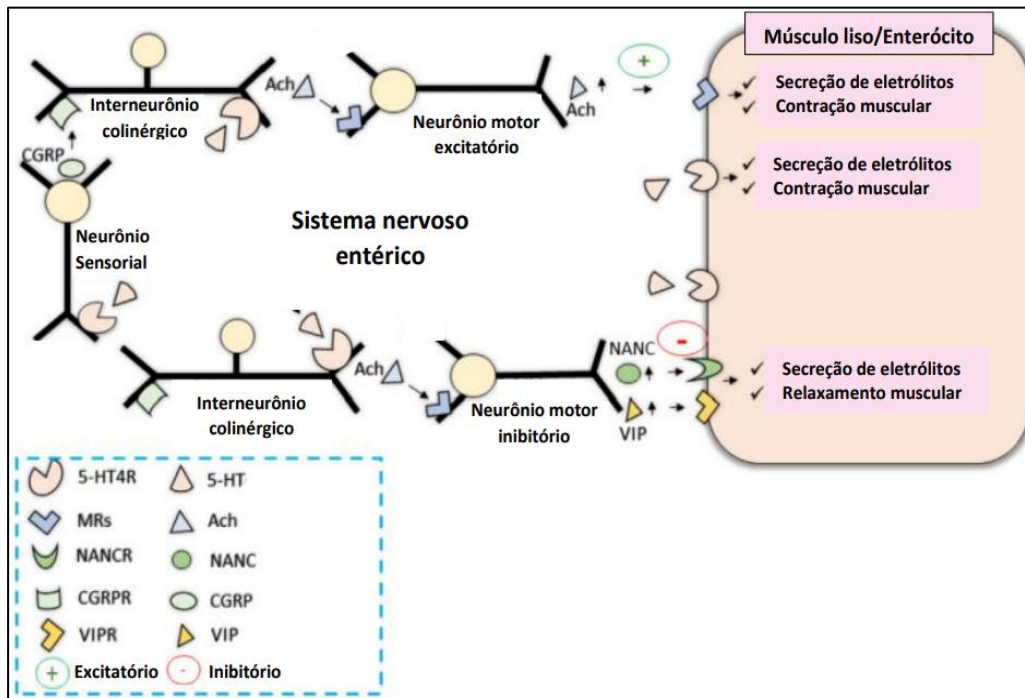 Músculo liso/Enterócito
+
Ach
Interneurônio
colinérgico
Ach
Neurônio motor
excitatório
✓ Secreção de eletrólitos
✓ Contração muscular
CGRP
✓ Secreção de eletrólitos
✓ Contração muscular
Sistema nervoso
entérico
Neurônio
Sensorial
NANC
-
Ach
Interneurônio
colinérgico
Neurônio motor
inibitório
VIP
✓ Secreção de eletrólitos
✓ Relaxamento muscular
5-HT4R
5-HT
MRs
Ach
NANCR
NANC
CGRPR
CGRP
VIPR
VIP
+ Excitatório
- Inibitório